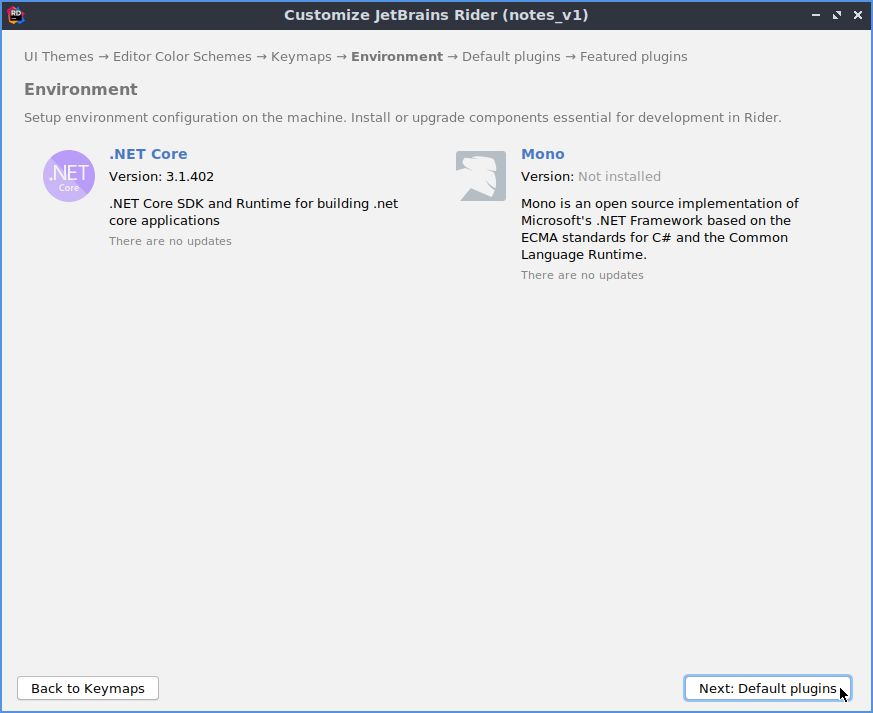 Customize JetBrains Rider (notes_v1)
UI Themes → Editor Color Schemes → Keymaps → Environment → Default plugins → Featured plugins
Environment
Setup environment configuration on the machine. Install or upgrade components essential for development in Rider.
.NET
Core
.NET Core
Version: 3.1.402
.NET Core SDK and Runtime for building .net
core applications
There are no updates
Mono
Version: Not installed
Mono is an open source implementation of
Microsoft's .NET Framework based on the
ECMA standards for C# and the Common
Language Runtime.
There are no updates
Back to Keymaps
Next: Default plugins